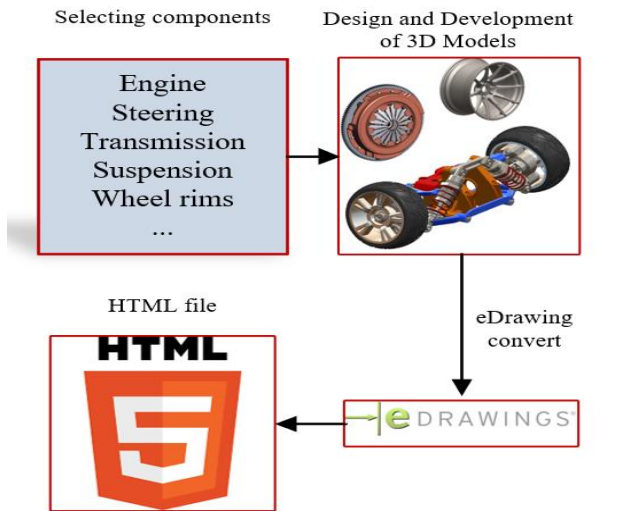 Selecting components
Engine
Steering
Transmission
Suspension
Wheel rims
...
Design and Development
of 3D Models
eDrawing
convert
eDRAWINGS®
HTML file
HTML
5